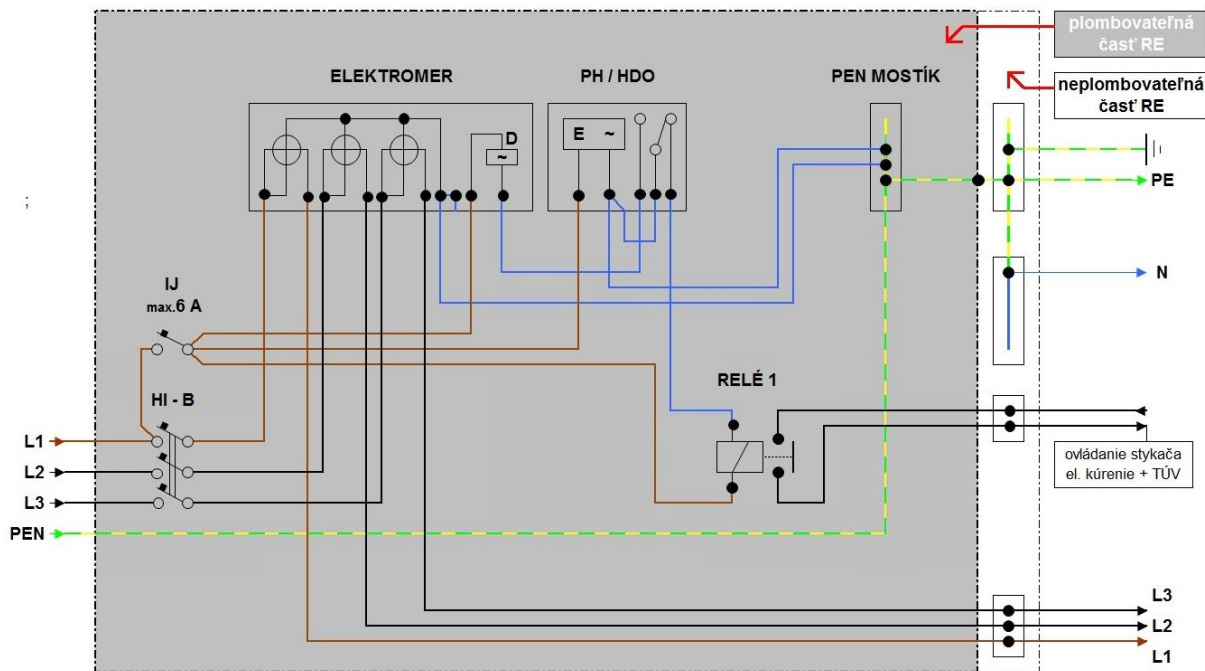 plombovateľná
časť RE
ELEKTROMER
PH / HDO
PEN MOSTÍK
neplombovateľná
časť RE
D
~
E ~
PE
;
N
IJ
max.6 A
RELÉ 1
HI - B
L1
L2
L3
PEN
ovládanie stykača
el. kúrenie + TÚV
L3
L2
L1